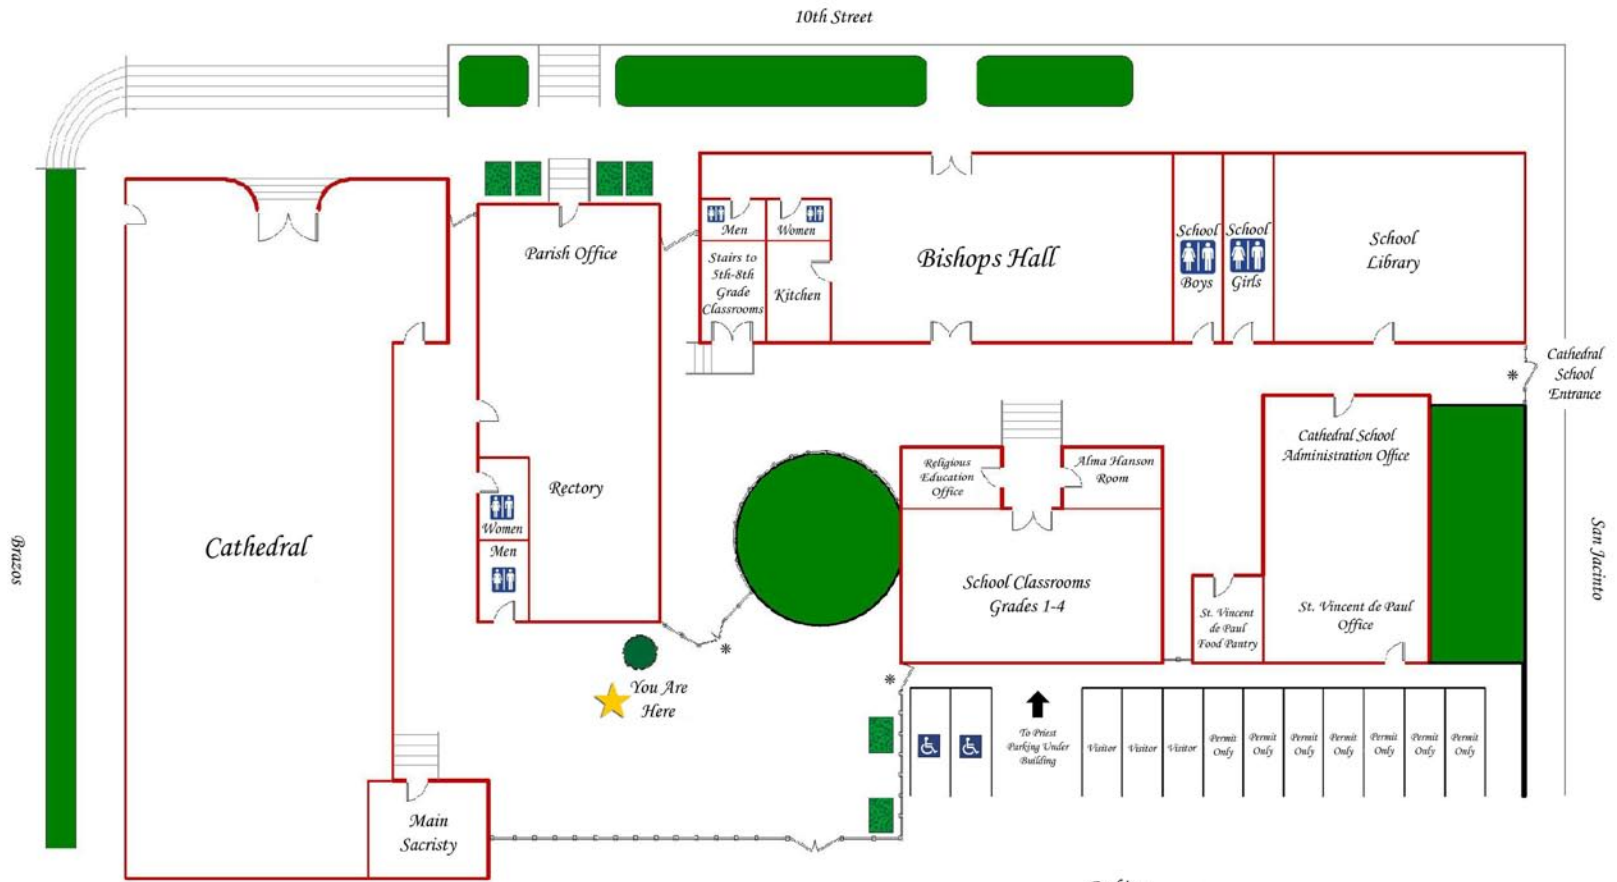 10th Street
Parish Office
Men
Women
Stairs to
5th-8th
Grade
Classrooms
Kitchen
Bishops Hall
School
Boys
School
Girls
School
Library
Cathedral
School
Entrance
Cathedral School
Administration Office
Religious
Education
Office
Alma Hanson
Room
Rectory
Women
Men
Cathedral
Brazos
San Jacinto
School Classrooms
Grades 1-4
St. Vincent
de Paul
Food Pantry
St. Vincent de Paul
Office
You Are
Here
To Priest
Parking Under
Building
Visitor
Visitor
Visitor
Permit
Only
Permit
Only
Permit
Only
Permit
Only
Permit
Only
Permit
Only
Permit
Only
Main
Sacristy